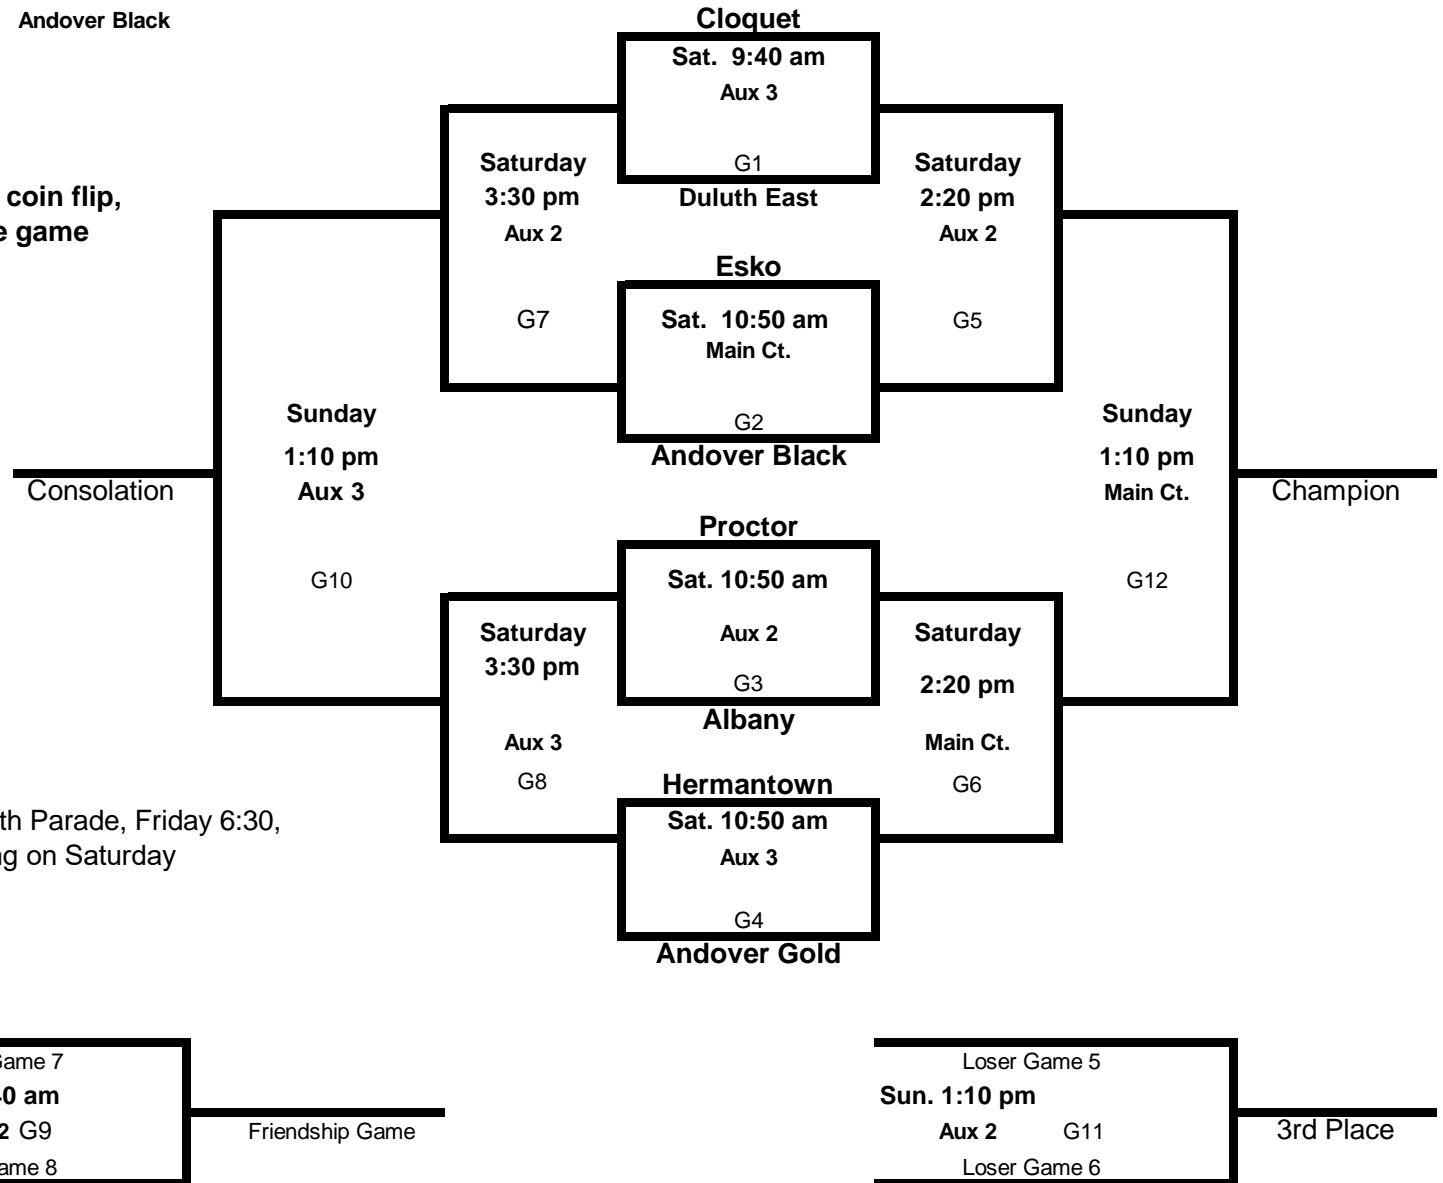 Andover Black
Cloquet
Sat. 9:40 am
Aux 3
G1
Duluth East
Saturday
3:30 pm
Aux 2
G7
Saturday
2:20 pm
Aux 2
G5
coin flip,
game
Esko
Sat. 10:50 am
Main Ct.
G2
Andover Black
Sunday
1:10 pm
Aux 3
G10
Consolation
Sunday
1:10 pm
Main Ct.
G12
Champion
Proctor
Sat. 10:50 am
Aux 2
G3
Albany
Saturday
3:30 pm
Aux 3
G8
Saturday
2:20 pm
Main Ct.
G6
Hermantown
Sat. 10:50 am
Aux 3
G4
Andover Gold
th Parade, Friday 6:30,
ng on Saturday
Game 7
0 am
2 G9
ame 8
Friendship Game
Loser Game 5
Sun. 1:10 pm
Aux 2 G11
Loser Game 6
3rd Place